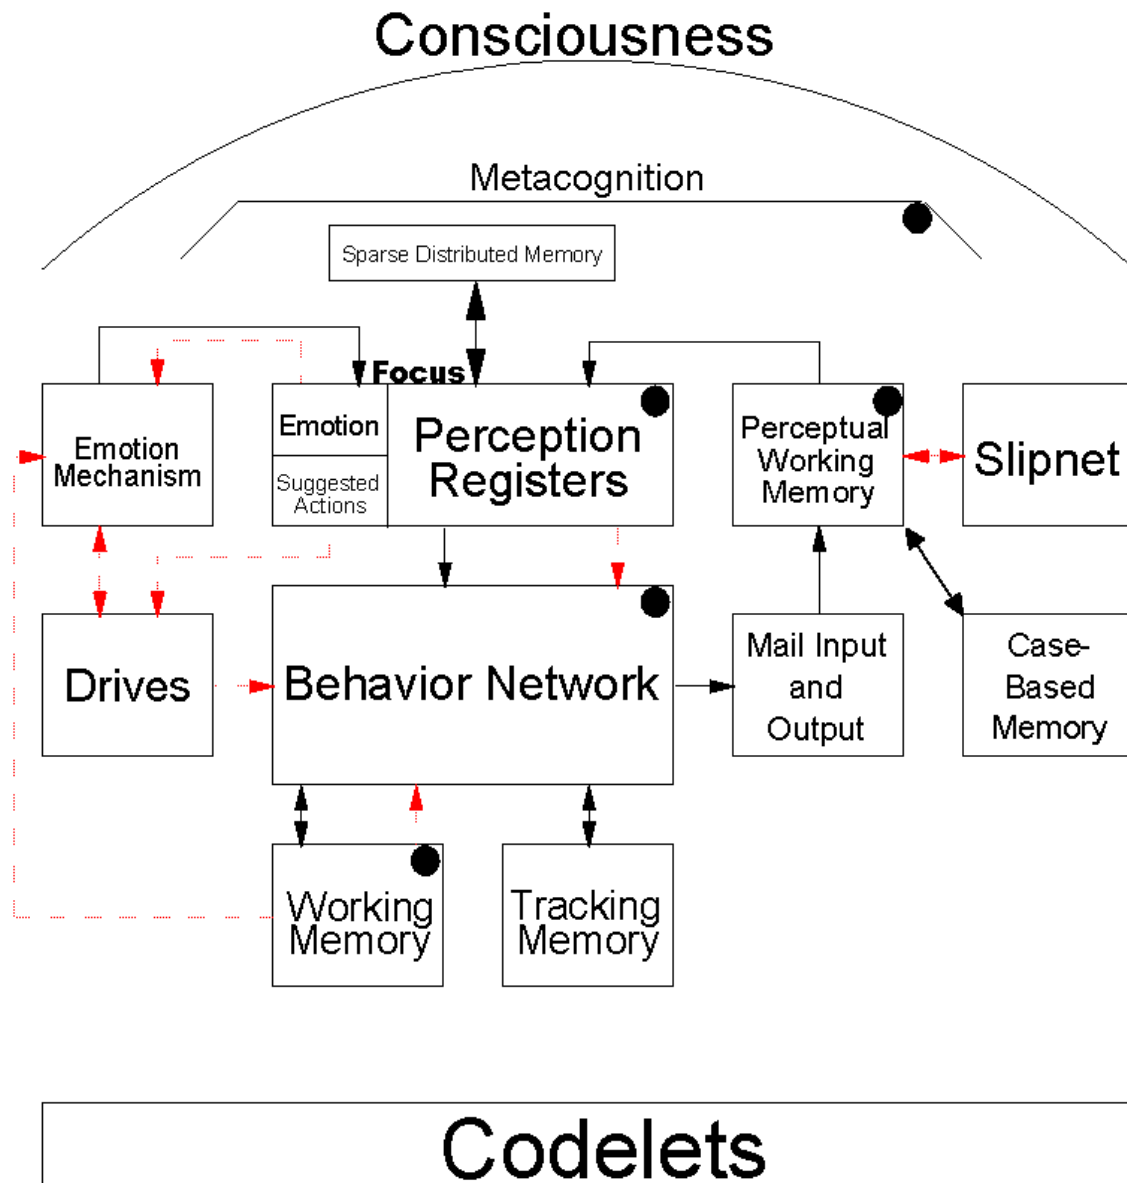 Consciousness
Metacognition
Sparse Distributed Memory
Focus
Emotion
Mechanism
Emotion
Suggested
Actions
Perception
Registers
Perceptual
Working
Memory
Slipnet
Drives
Behavior Network
Mail Input
and
Output
Case-
Based
Memory
Working
Memory
Tracking
Memory
Codelets